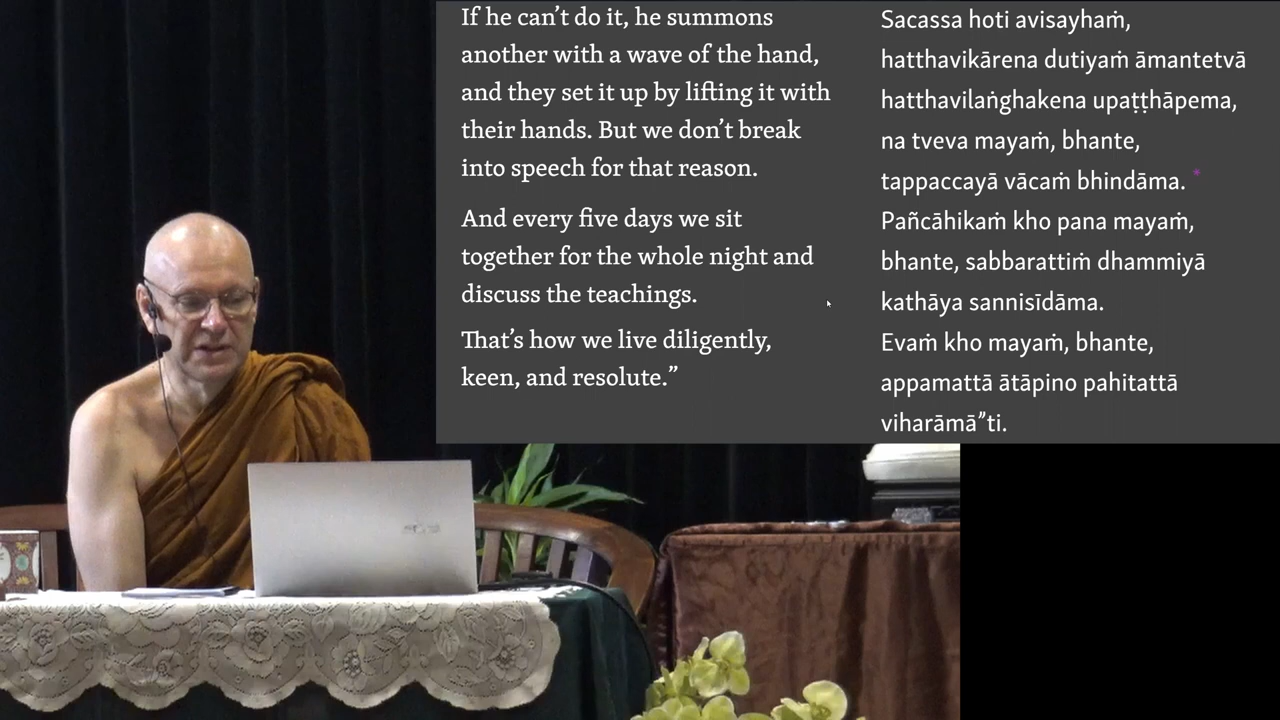 If he can’t do it, he summons
another with a wave of the hand,
and they set it up by lifting it with
their hands. But we don’t break
into speech for that reason.
And every five days we sit
together for the whole night and
discuss the teachings.
That’s how we live diligently,
keen, and resolute.”
Sacassa hoti avisayhaṁ,
hatthavikārena dutiyaṁ āmantetvā
hatthavilaṅghakena upaṭṭhāpema,
na tveva mayaṁ, bhante,
tappaccayā vācaṁ bhindāma. *
Pañcāhikaṁ kho pana mayaṁ,
bhante, sabbarattiṁ dhammiyā
kathāya sannisīdāma.
Evaṁ kho mayaṁ, bhante,
appamattā ātāpino pahitattā
viharāmā”ti.